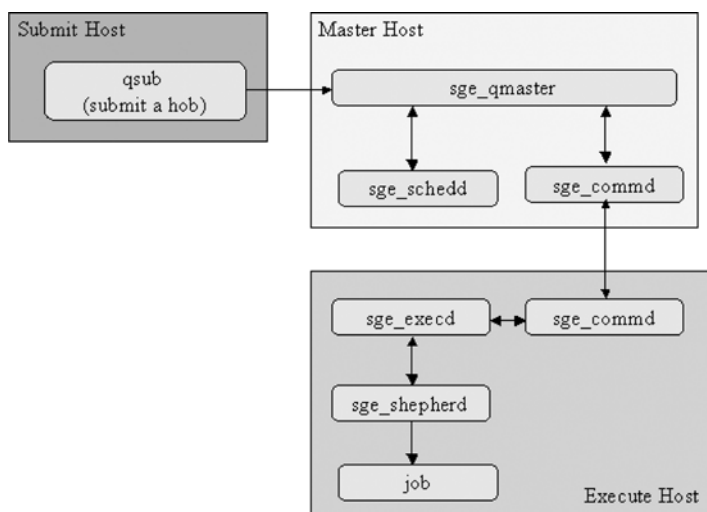 Submit Host
qsub
(submit a hob)
Master Host
sge_qmaster
sge_schedd
sge_commd
sge_execd
sge_commd
sge_shepherd
job
Execute Host